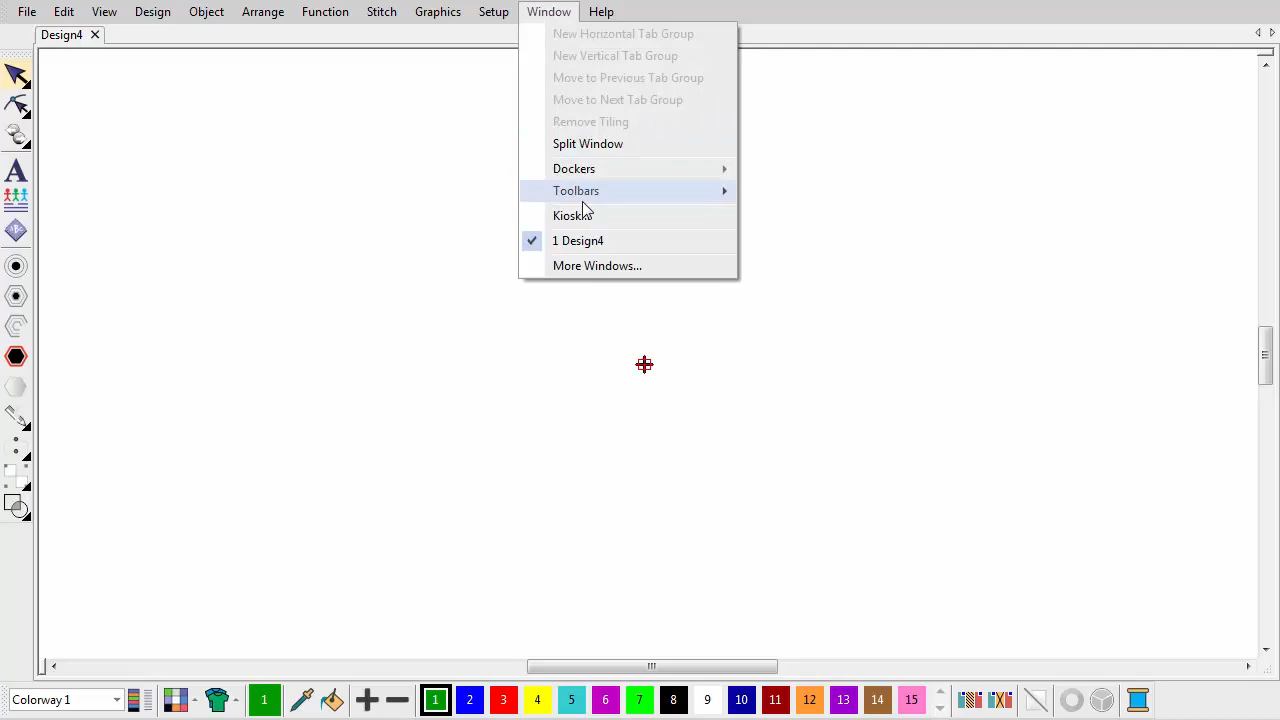 File Edit View Design Object Arrange Function Stitch Graphics Setup Window Help
Design4
New Horizontal Tab Group
New Vertical Tab Group
Move to Previous Tab Group
Move to Next Tab Group
Remove Tiling
Split Window
Dockers
Toolbars
Kiosks
1 Design4
More Windows...
A
ABC
Colorway 1 1 1 2 3 4 5 6 7 8 9 10 11 12 13 14 15